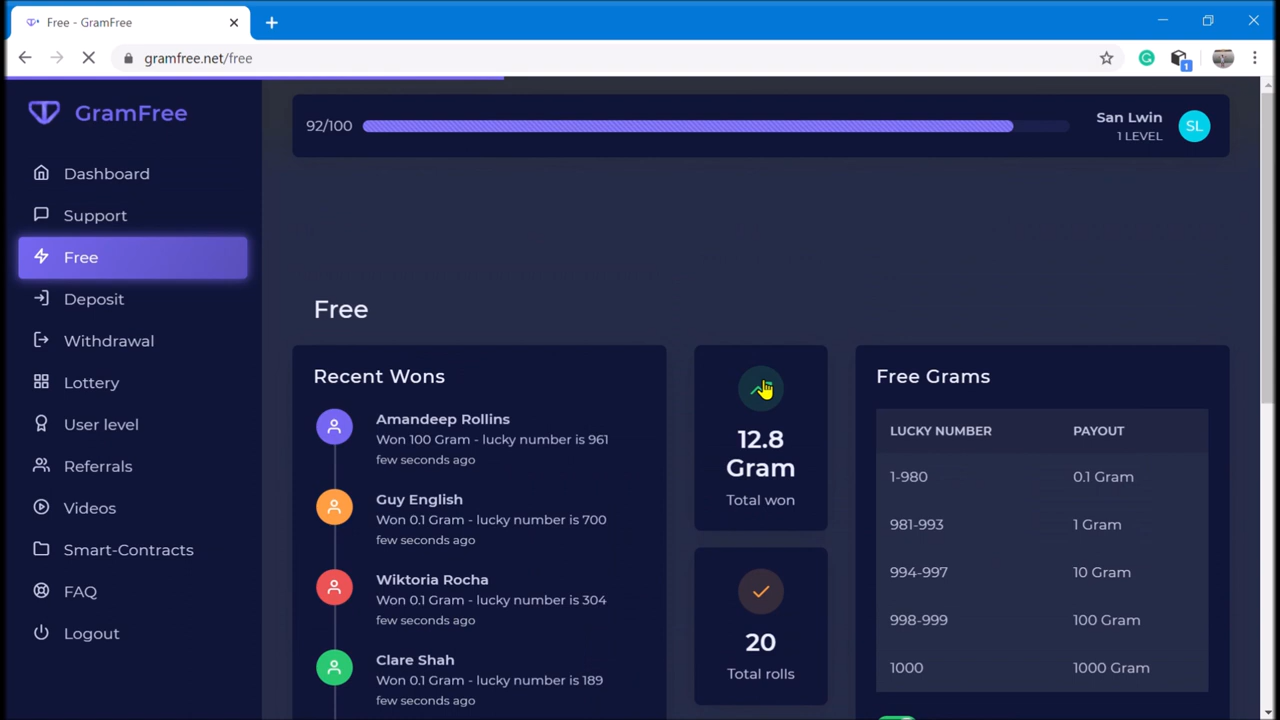 Free - GramFree
gramfree.net/free
1
GramFree
Dashboard
Support
Free
Deposit
Withdrawal
Lottery
User level
Referrals
Videos
Smart-Contracts
FAQ
Logout
92/100
San Lwin
1 LEVEL
SL
Free
Recent Wons
Amandeep Rollins
Won 100 Gram - lucky number is 961
few seconds ago
Guy English
Won 0.1 Gram - lucky number is 700
few seconds ago
Wiktoria Rocha
Won 0.1 Gram - lucky number is 304
few seconds ago
Clare Shah
Won 0.1 Gram - lucky number is 189
few seconds ago
12.8
Gram
Total won
20
Total rolls
Free Grams
LUCKY NUMBER PAYOUT
1-980 0.1 Gram
981-993 1 Gram
994-997 10 Gram
998-999 100 Gram
1000 1000 Gram